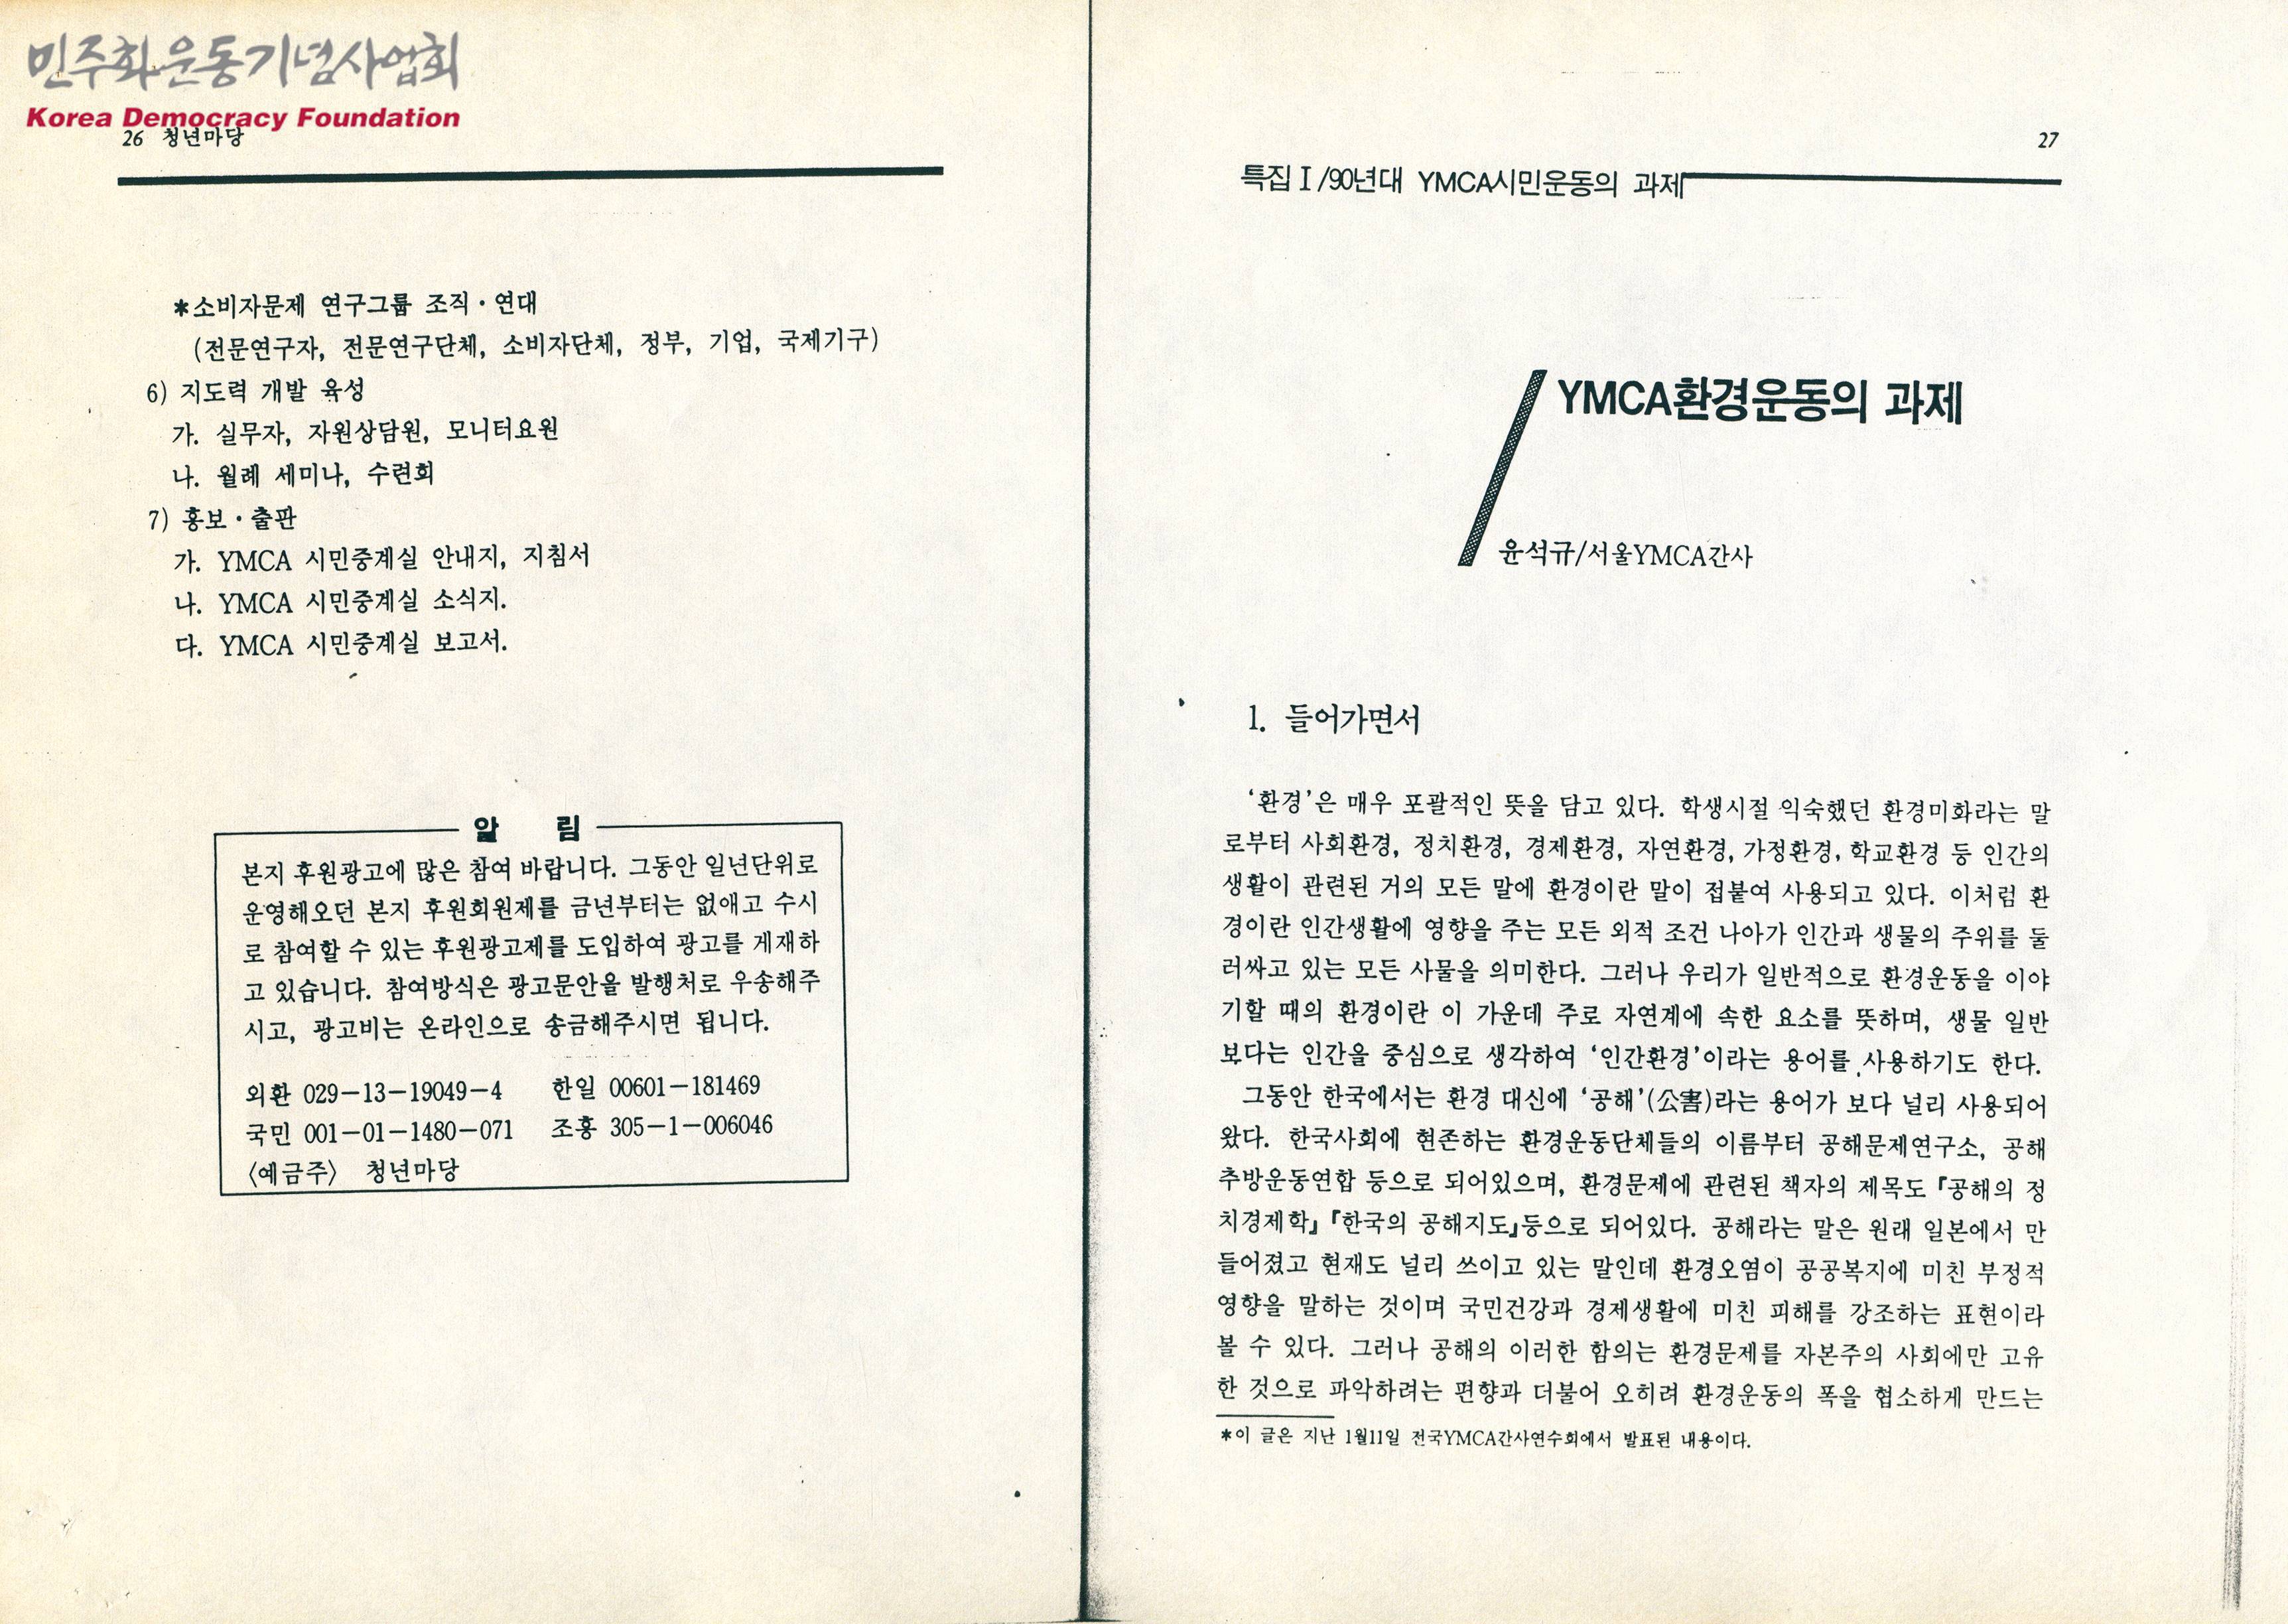 민주화운동기념사업회
Korea Democracy Foundation
26 청년마당
*소비자문제 연구그룹 조직·연대
(전문연구자, 전문연구단체, 소비자단체, 정부, 기업, 국제기구)
6) 지도력 개발 육성
가. 실무자, 자원상담원, 모니터요원
나. 월례 세미나, 수련회
7) 홍보·출판
가. YMCA 시민중계실 안내지, 지침서
나. YMCA 시민중계실 소식지.
다. YMCA 시민중계실 보고서.
알 림
본지 후원광고에 많은 참여 바랍니다. 그동안 일년단위로
운영해오던 본지 후원회원제를 금년부터는 없애고 수시
로 참여할 수 있는 후원광고제를 도입하여 광고를 게재하
고 있습니다. 참여방식은 광고문안을 발행처로 우송해주
시고, 광고비는 온라인으로 송금해주시면 됩니다.
외환 029-13-19049-4 한일 00601-181469
국민 001-01-1480-071 조흥 305-1-006046
〈예금주〉 청년마당
27
특집 I /90년대 YMCA시민운동의 과제
YMCA환경운동의 과제
윤석규/서울YMCA간사
1. 들어가면서
‘환경’은 매우 포괄적인 뜻을 담고 있다. 학생시절 익숙했던 환경미화라는 말
로부터 사회환경, 정치환경, 경제환경, 자연환경, 가정환경, 학교환경 등 인간의
생활이 관련된 거의 모든 말에 환경이란 말이 접붙여 사용되고 있다. 이처럼 환
경이란 인간생활에 영향을 주는 모든 외적 조건 나아가 인간과 생물의 주위를 둘
러싸고 있는 모든 사물을 의미한다. 그러나 우리가 일반적으로 환경운동을 이야
기할 때의 환경이란 이 가운데 주로 자연계에 속한 요소를 뜻하며, 생물 일반
보다는 인간을 중심으로 생각하여 ‘인간환경’이라는 용어를 사용하기도 한다.
그동안 한국에서는 환경 대신에 ‘공해’(公害)라는 용어가 보다 널리 사용되어
왔다. 한국사회에 현존하는 환경운동단체들의 이름부터 공해문제연구소, 공해
추방운동연합 등으로 되어있으며, 환경문제에 관련된 책자의 제목도 『공해의 정
치경제학』 『한국의 공해지도』등으로 되어있다. 공해라는 말은 원래 일본에서 만
들어졌고 현재도 널리 쓰이고 있는 말인데 환경오염이 공공복지에 미친 부정적
영향을 말하는 것이며 국민건강과 경제생활에 미친 피해를 강조하는 표현이라
볼 수 있다. 그러나 공해의 이러한 함의는 환경문제를 자본주의 사회에만 고유
한 것으로 파악하려는 편향과 더불어 오히려 환경운동의 폭을 협소하게 만드는
*이 글은 지난 1월11일 전국YMCA간사연수회에서 발표된 내용이다.